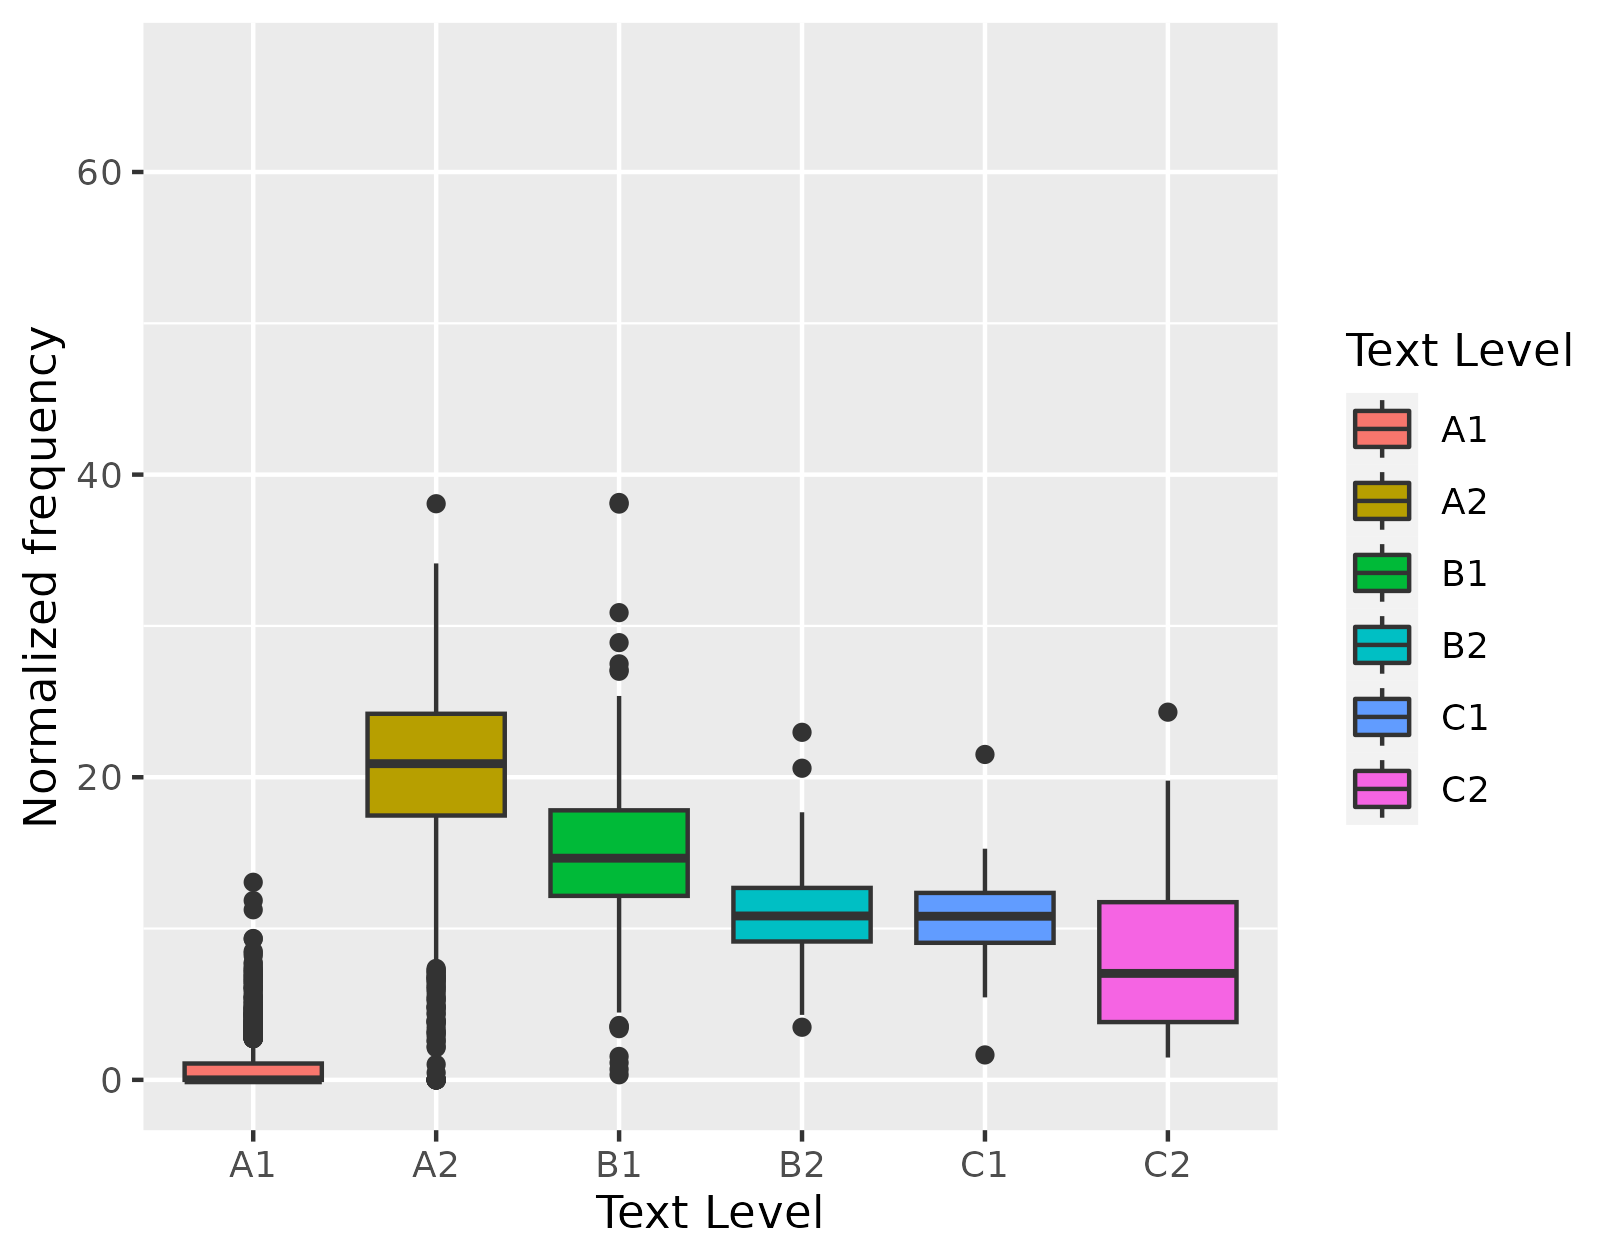 Normalized frequency
60
40
20
0
A1 A2 B1 B2 C1 C2
Text Level
Text Level
A1
A2
B1
B2
C1
C2